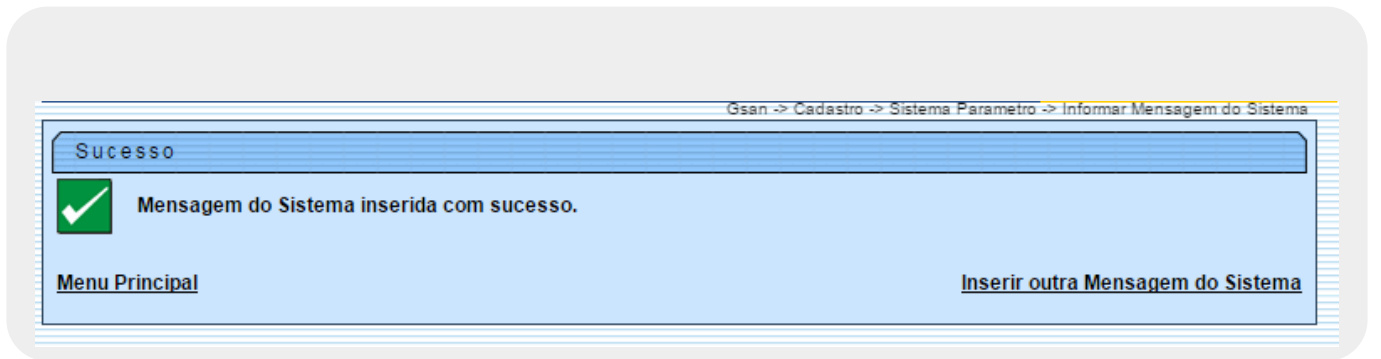 Gsan -> Cadastro -> Sistema Parametro -> Informar Mensagem do Sistema
Sucesso
Mensagem do Sistema inserida com sucesso.
Menu Principal
Inserir outra Mensagem do Sistema